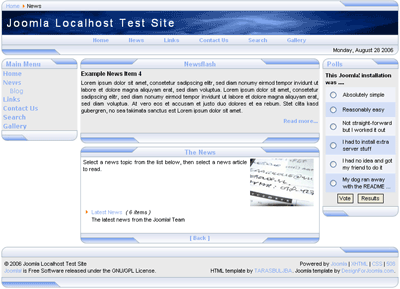 Home › News
Joomla Localhost Test Site
Home News Links Contact Us Search Gallery
Monday, August 28 2006
Main Menu
Home
News
Blog
Links
Contact Us
Search
Gallery
Newsflash
Example News Item 4
Lorem ipsum dolor sit amet, consetetur sadipscing elitr, sed diam nonumy eirmod tempor invidunt ut
labore et dolore magna aliquyam erat, sed diam voluptua. Lorem ipsum dolor sit amet, consetetur
sadipscing elitr, sed diam nonumy eirmod tempor invidunt ut labore et dolore magna aliquyam erat, sed
diam voluptua. At vero eos et accusam et justo duo dolores et ea rebum. Stet clita kasd
gubergren, no sea takimata sanctus est Lorem ipsum dolor sit amet.
Read more...
The News
Select a news topic from the list below, then select a news article
to read.
Latest News ( 6 items )
The latest news from the Joomla! Team
[ Back ]
Polls
This Joomla! installation
was ....
Absolutely simple
Reasonably easy
Not straight-forward
but I worked it out
I had to install extra
server stuff
I had no idea and got
my friend to do it
My dog ran away
with the README ...
Vote Results
© 2006 Joomla Localhost Test Site
Joomla! is Free Software released under the GNU/GPL License.
Powered by Joomla | XHTML | CSS | 508
HTML template by TARASBULJBA. Joomla template by DesignForJoomla.com